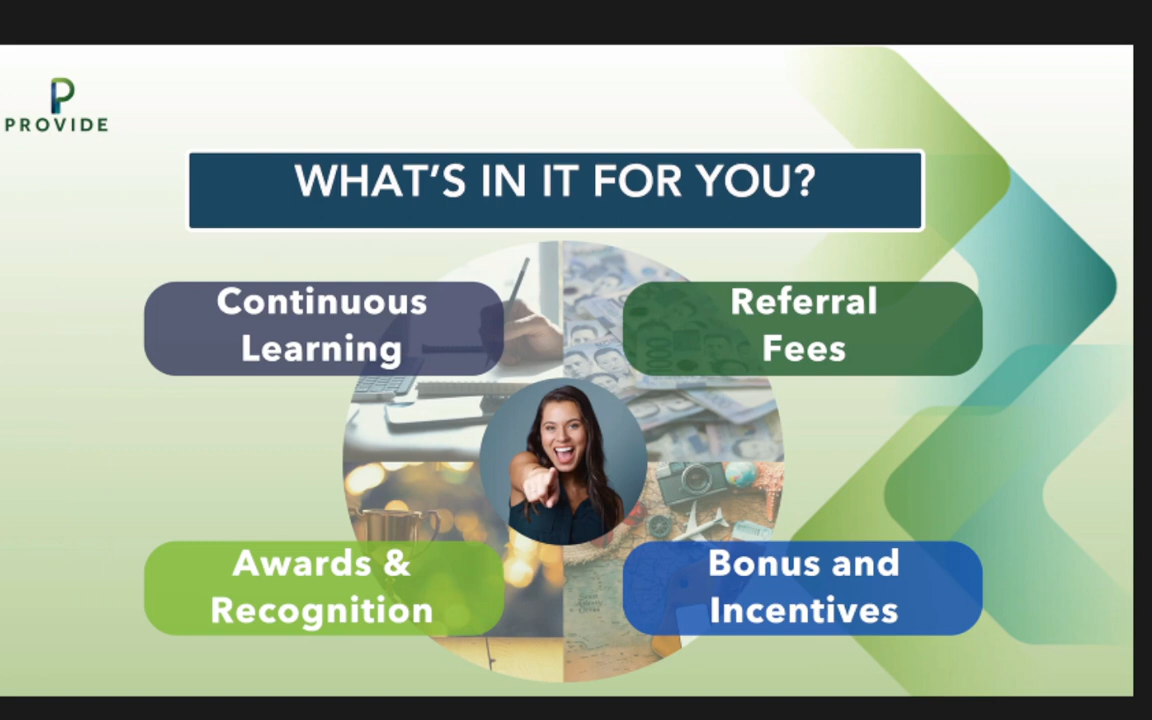 PROVIDE
WHAT'S IN IT FOR YOU?
Continuous
Learning
Referral
Fees
Awards &
Recognition
Bonus and
Incentives